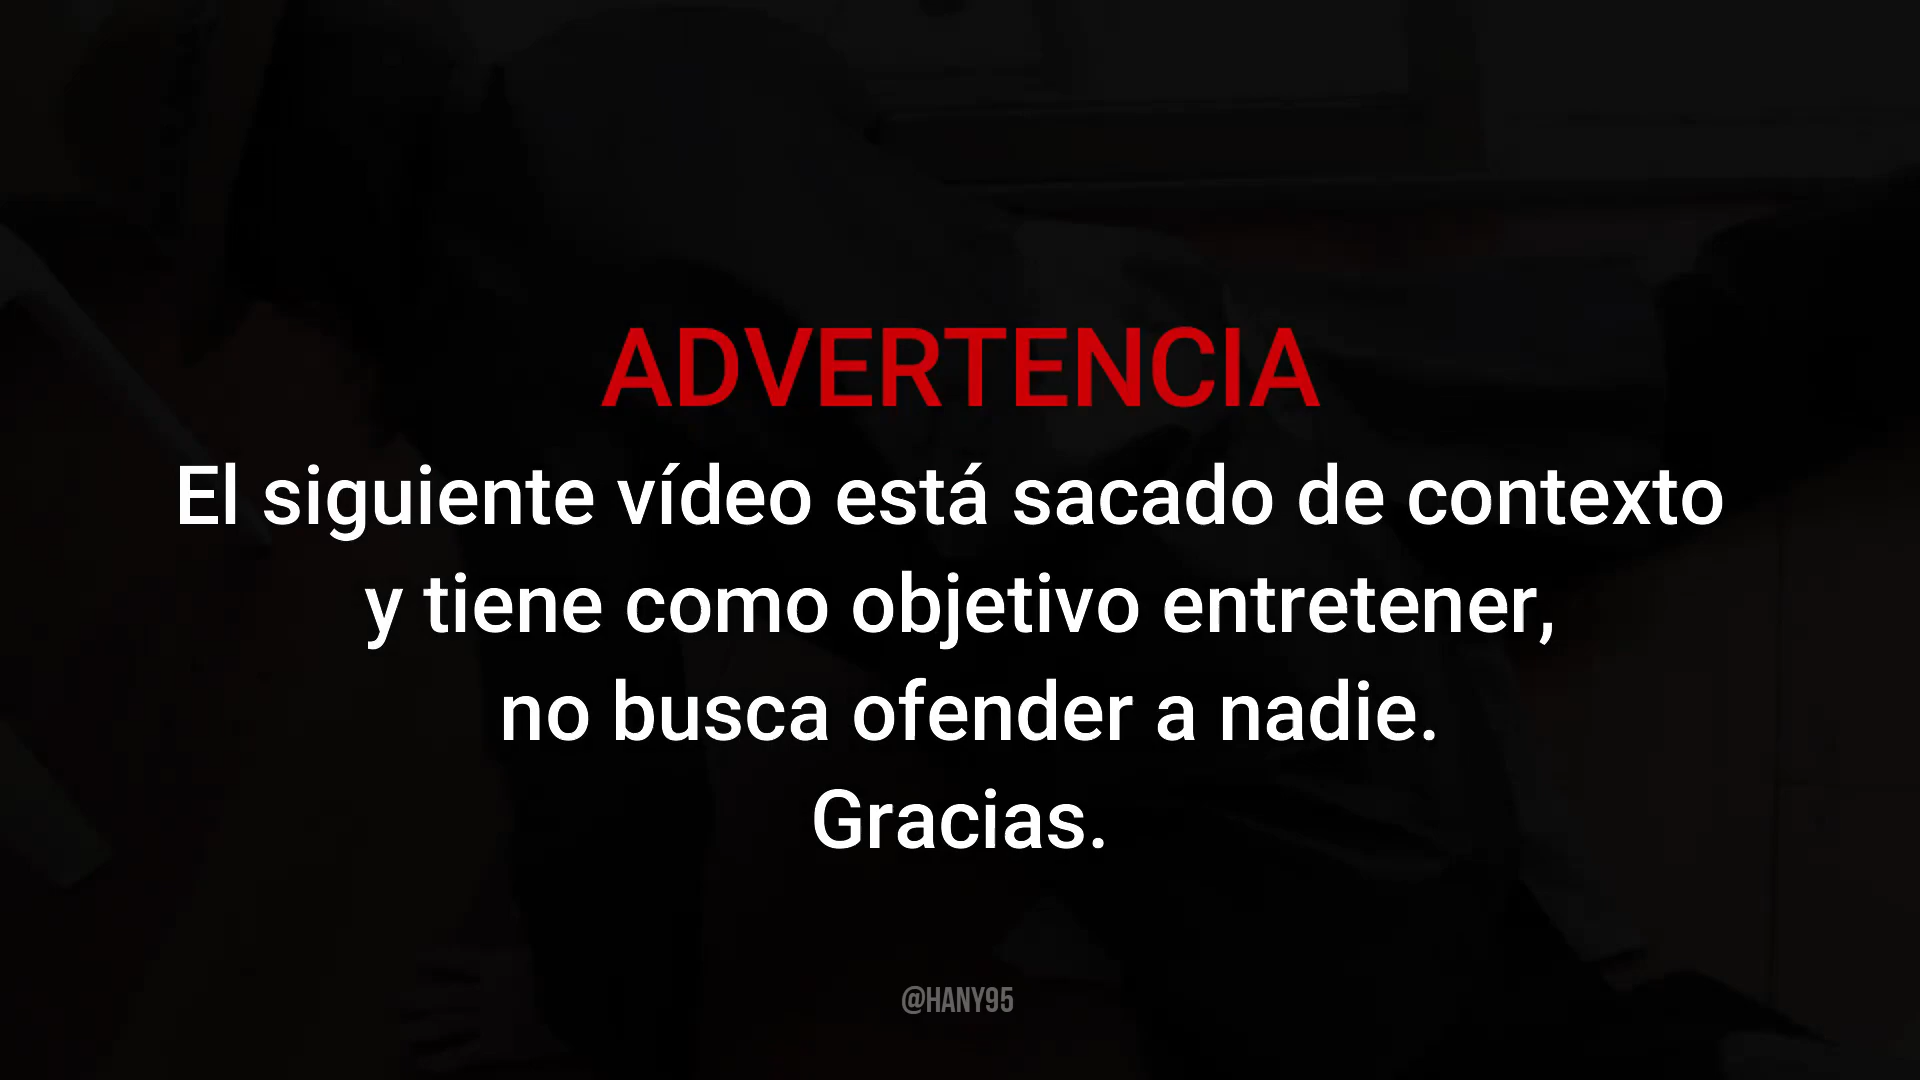 ADVERTENCIA
El siguiente vídeo está sacado de contexto
y tiene como objetivo entretener,
no busca ofender a nadie.
Gracias.
@HANY95